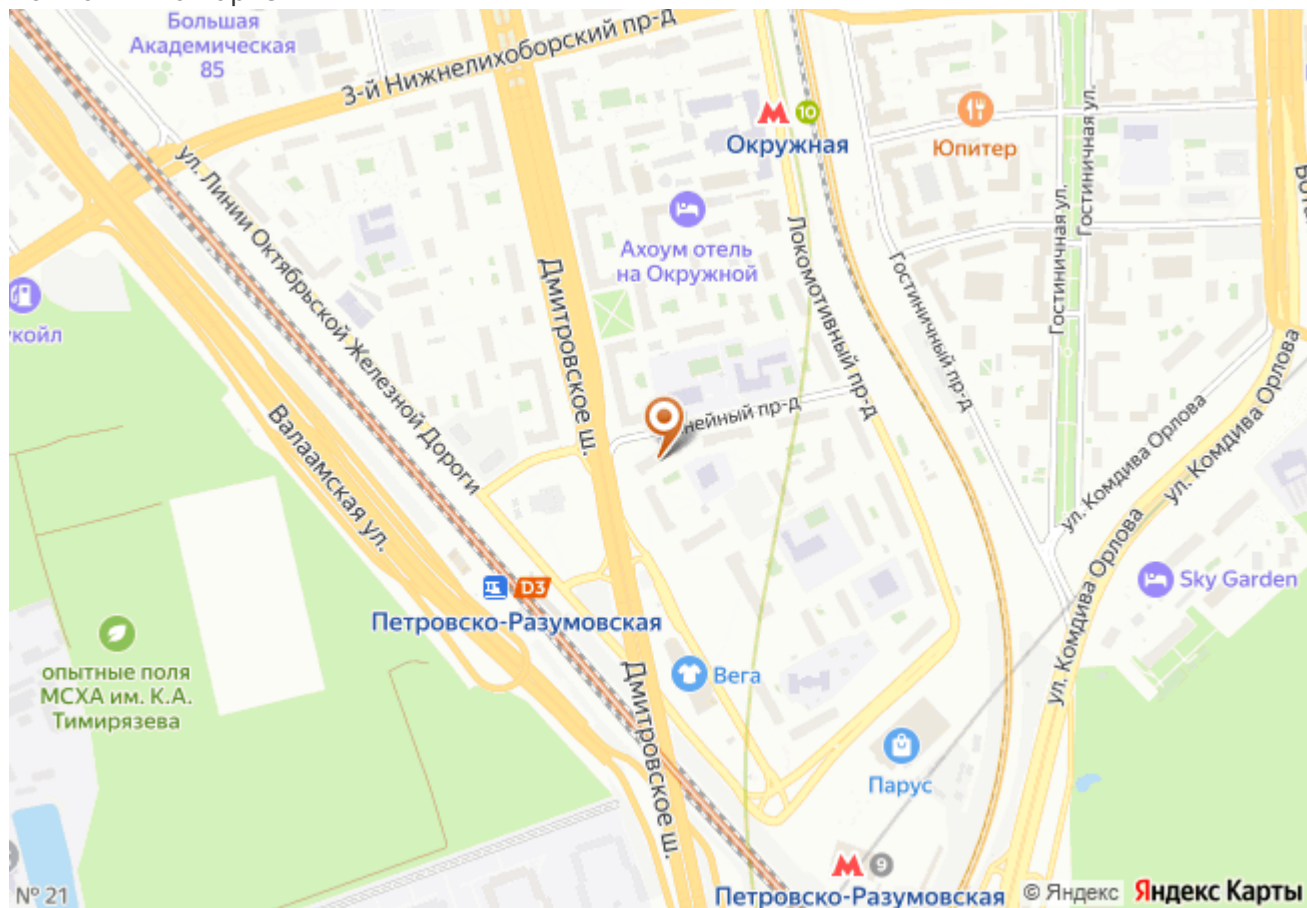 Большая
Академическая
85
3-й Нижнелихоборский пр-д
10
Окружная
Юпитер
Гостиничная ул.
Гостиничная ул.
ул. Линии Октябрьской Железной Дороги
Ахоум отель
на Окружной
Локомотивный пр-д
Гостиничный пр-д
Дмитровское ш.
Валаамская ул.
ул. Комдива Орлова
ул. Комдива Орлова
ул. Комдива Орлова
D3
Петровско-Разумовская
Sky Garden
опытные поля
МСХА им. К.А.
Тимирязева
Вега
Дмитровское ш.
Парус
9
Петровско-Разумовская
№ 21
© Яндекс Яндекс Карты